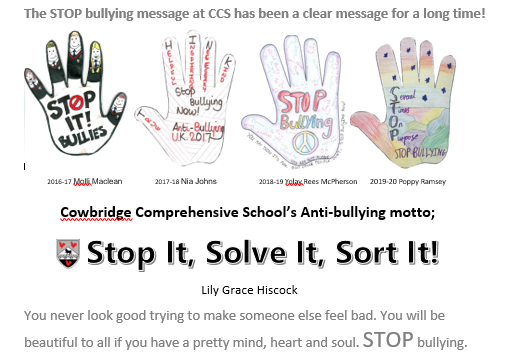 The STOP bullying message at CCS has been a clear message for a long time!
STOP
IT!
BULLIES
HELPFUL
KIND
Stop
Bullying
Now!
Anti-Bullying
U.K. 2017
STOP
Bullying
Several
Times
On
Purpose
STOP BULLYING
2016-17 Molli Maclean
2017-18 Nia Johns
2018-19 Yolay Rees McPherson
2019-20 Poppy Ramsey
Cowbridge Comprehensive School's Anti-bullying motto;
Stop It, Solve It, Sort It!
Lily Grace Hiscock
You never look good trying to make someone else feel bad. You will be
beautiful to all if you have a pretty mind, heart and soul. STOP bullying.